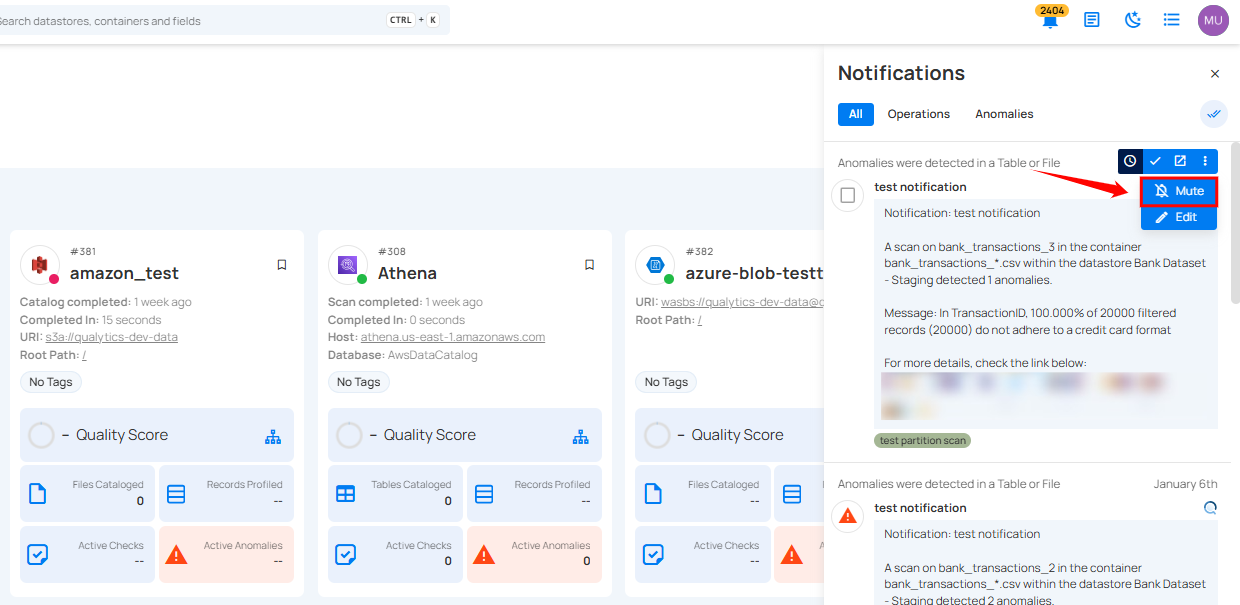 Search datastores, containers and fields
CTRL + K
2404
MU
Notifications
All
Operations
Anomalies
Anomalies were detected in a Table or File
test notification
Mute
Edit
Notification: test notification
A scan on bank_transactions_3 in the container
bank_transactions_*.csv within the datastore Bank Dataset
- Staging detected 1 anomalies.
Message: In TransactionID, 100.000% of 20000 filtered
records (20000) do not adhere to a credit card format
For more details, check the link below:
test partition scan
Anomalies were detected in a Table or File
January 6th
test notification
Notification: test notification
A scan on bank_transactions_2 in the container
bank_transactions_*.csv within the datastore Bank Dataset
- Staging detected 2 anomalies.
#381
amazon_test
Catalog completed: 1 week ago
Completed In: 15 seconds
URI: s3a://qualytics-dev-data
Root Path: /
No Tags
– Quality Score
Files Cataloged
0
Records Profiled
--
Active Checks
--
Active Anomalies
--
#308
Athena
Scan completed: 1 week ago
Completed In: 0 seconds
Host: athena.us-east-1.amazonaws.com
Database: AwsDataCatalog
No Tags
– Quality Score
Tables Cataloged
0
Records Profiled
--
Active Checks
0
Active Anomalies
0
#382
azure-blob-testt
URI: wasbs://qualytics-dev-data@
Root Path: /
No Tags
– Quality Score
Files Cataloged
--
Active Checks
--